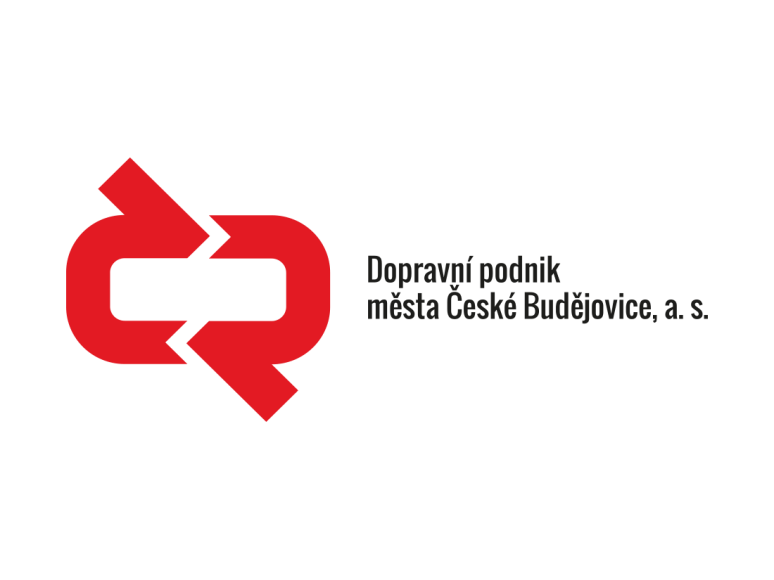 Dopravní podnik
města České Budějovice, a. s.